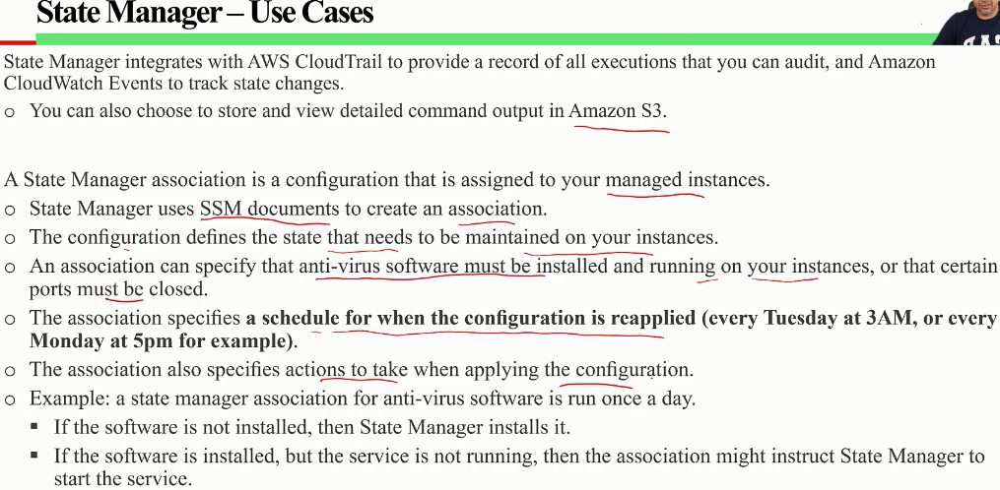 State Manager – Use Cases
State Manager integrates with AWS CloudTrail to provide a record of all executions that you can audit, and Amazon
CloudWatch Events to track state changes.
o You can also choose to store and view detailed command output in Amazon S3.
A State Manager association is a configuration that is assigned to your managed instances.
o State Manager uses SSM documents to create an association.
o The configuration defines the state that needs to be maintained on your instances.
o An association can specify that anti-virus software must be installed and running on your instances, or that certain
ports must be closed.
o The association specifies a schedule for when the configuration is reapplied (every Tuesday at 3AM, or every
Monday at 5pm for example).
o The association also specifies actions to take when applying the configuration.
o Example: a state manager association for anti-virus software is run once a day.
▪ If the software is not installed, then State Manager installs it.
▪ If the software is installed, but the service is not running, then the association might instruct State Manager to
start the service.